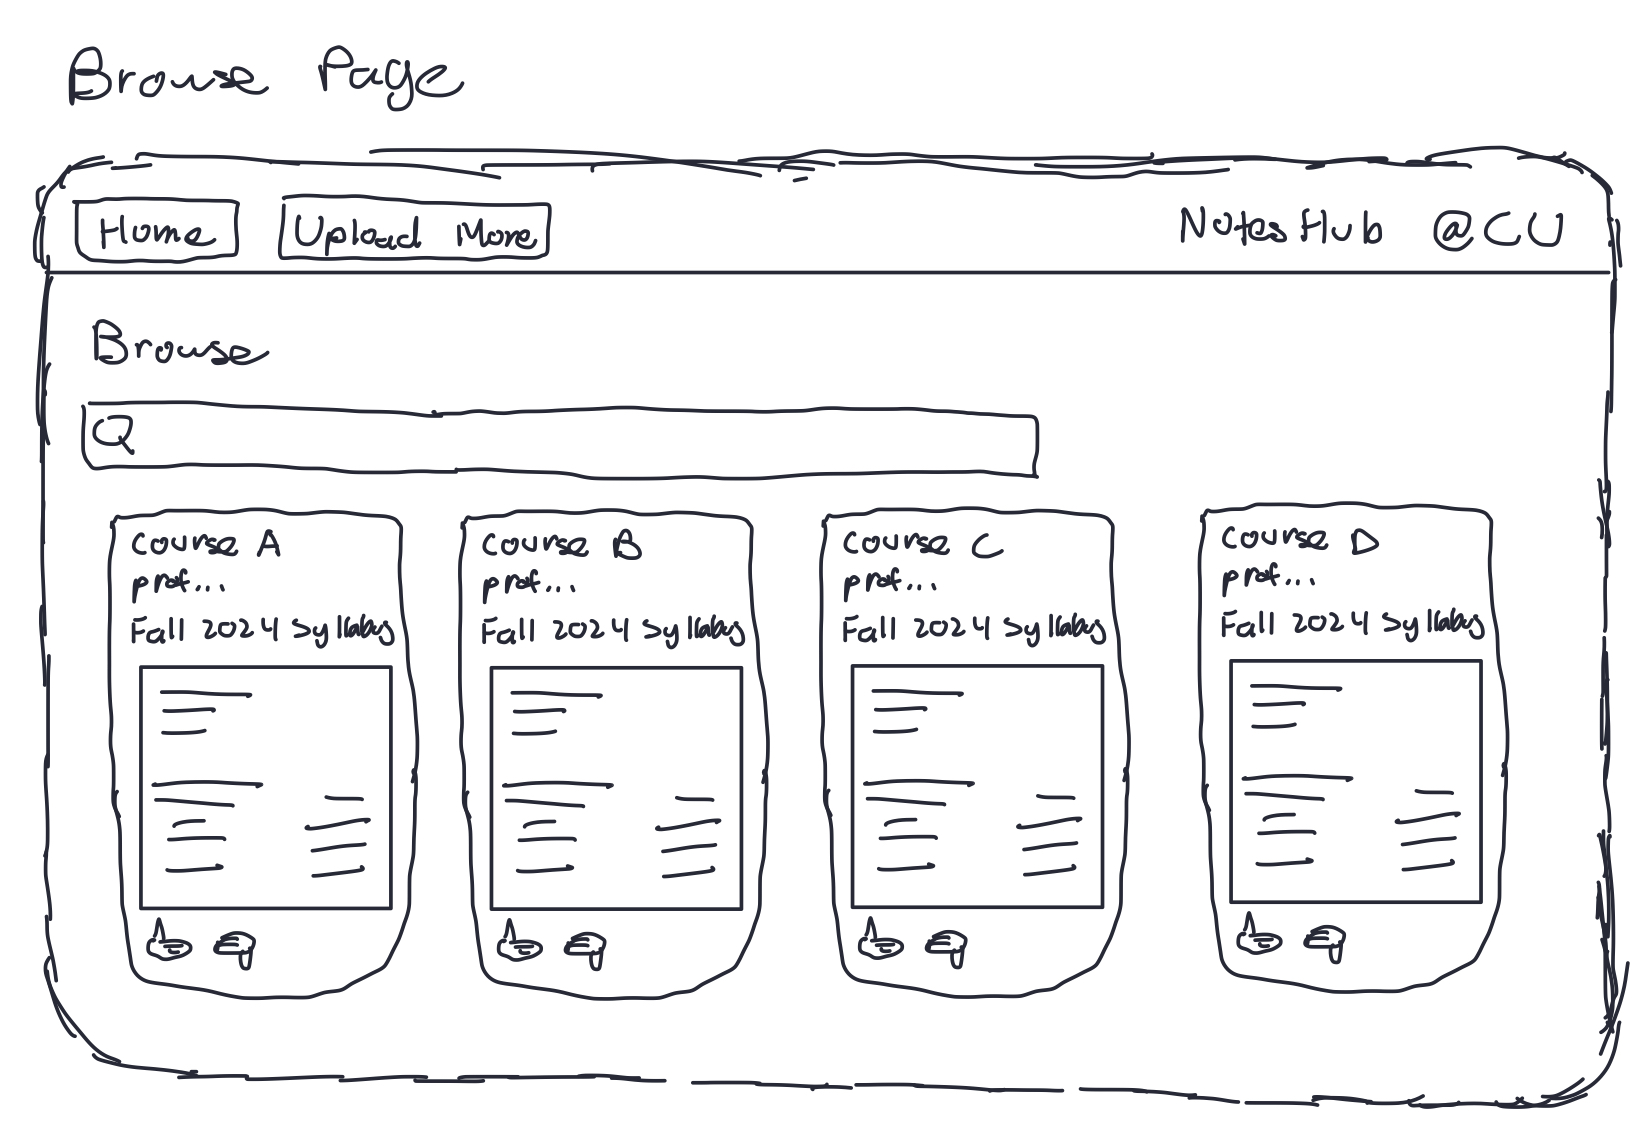 Browse Page
Home Upload More NotesHub @CU
Browse
course A
prof...
Fall 2024 Syllabus
course B
prof...
Fall 2024 Syllabus
course C
prof...
Fall 2024 Syllabus
course D
prof...
Fall 2024 Syllabus